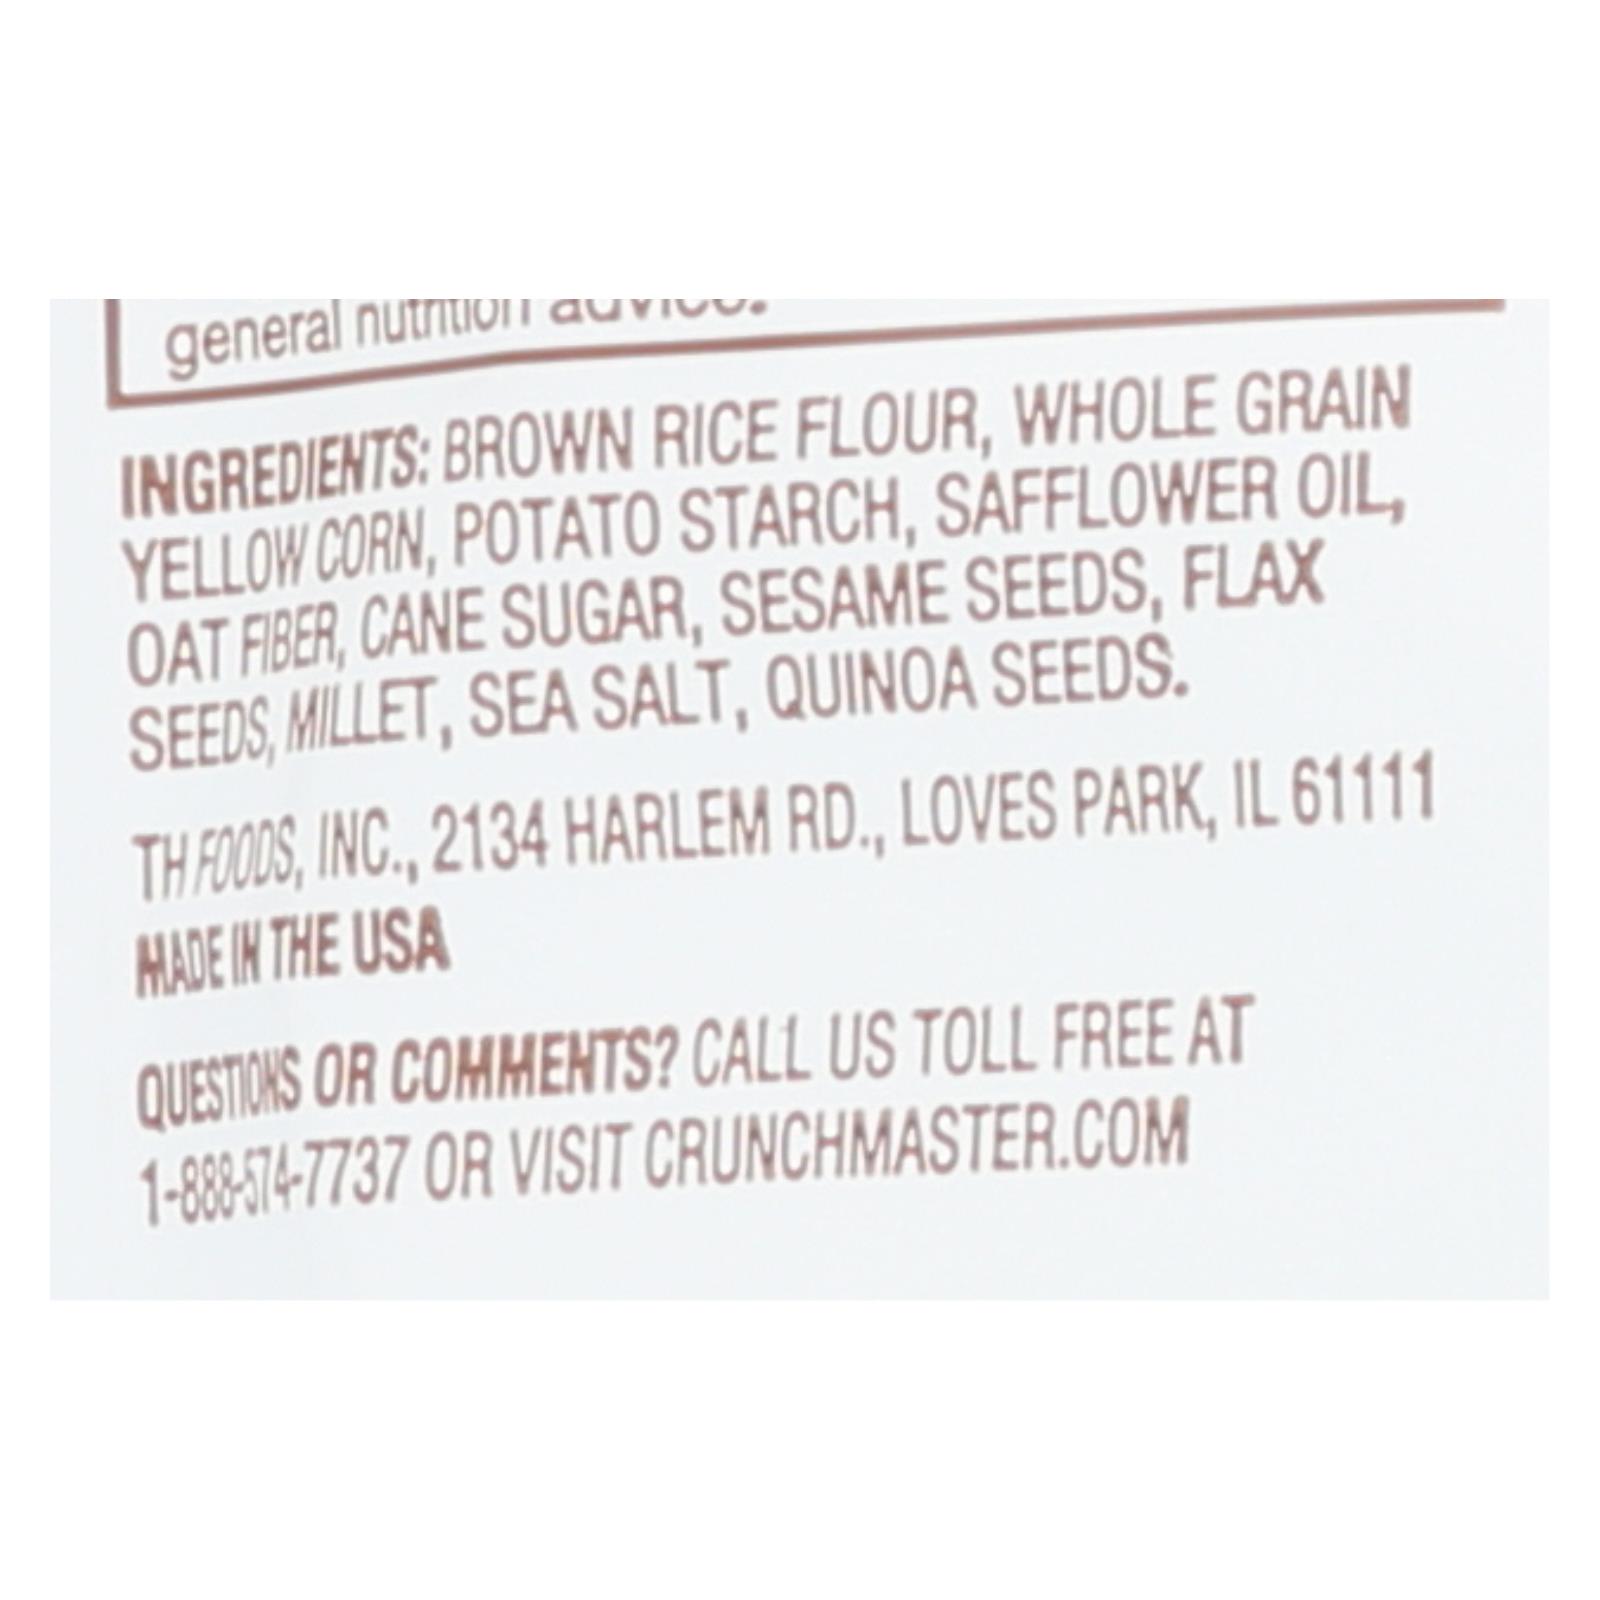 general nutrition advice.
INGREDIENTS: BROWN RICE FLOUR, WHOLE GRAIN
YELLOW CORN, POTATO STARCH, SAFFLOWER OIL,
OAT FIBER, CANE SUGAR, SESAME SEEDS, FLAX
SEEDS, MILLET, SEA SALT, QUINOA SEEDS.
TH FOODS, INC., 2134 HARLEM RD., LOVES PARK, IL 61111
MADE IN THE USA
QUESTIONS OR COMMENTS? CALL US TOLL FREE AT
1-888-574-7737 OR VISIT CRUNCHMASTER.COM